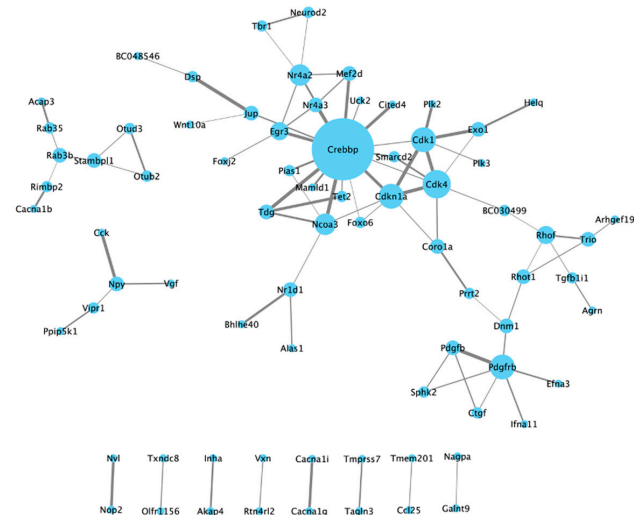 Neurod2
Tbr1
BC048546
Dsp
Nr4a2
Mef2d
Acap3
Uck2
Cited4
Plk2
Helq
Nr4a3
Jup
Rab35
Otud3
Wnt10a
Egr3
Cdk1
Exo1
Crebbp
Rab3b
Stambpl1
Foxj2
Smarcd2
Plk3
Pias1
Otub2
Rimbp2
Mamld1
Cdk4
Tet2
Cdkn1a
Cacna1b
Tdg
BC030499
Foxo6
Ncoa3
Arhgef19
Cck
Rhof
Trio
Coro1a
Rhot1
Tgfb1i1
Npy
Vgf
Nr1d1
Prrt2
Vipr1
Agrn
Bhlhe40
Dnm1
Ppip5k1
Alas1
Pdgfb
Pdgfrb
Efna3
Sphk2
Ctgf
Ifna11
Nvl
Txndc8
Inha
Vxn
Cacna1i
Tmprss7
Tmem201
Nagpa
Nop2
Olfr1156
Akap4
Rtn4rl2
Cacna1g
Tagln3
Ccl25
Galnt9